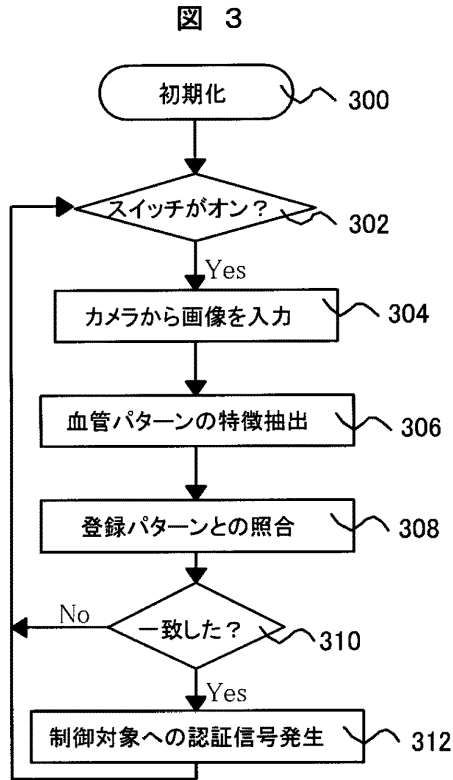 図 3
初期化
300
スイッチがオン？
302
Yes
カメラから画像を入力
304
血管パターンの特徴抽出
306
登録パターンとの照合
308
No
一致した？
310
Yes
制御対象への認証信号発生
312